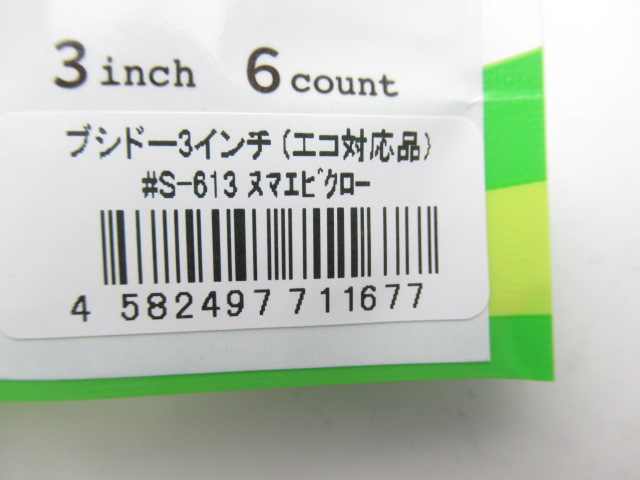 3 inch 6 count
ブシドー3インチ(エコ対応品)
#S-613 ﾇﾏｴﾋﾞｸﾛｰ
4 582497 711677